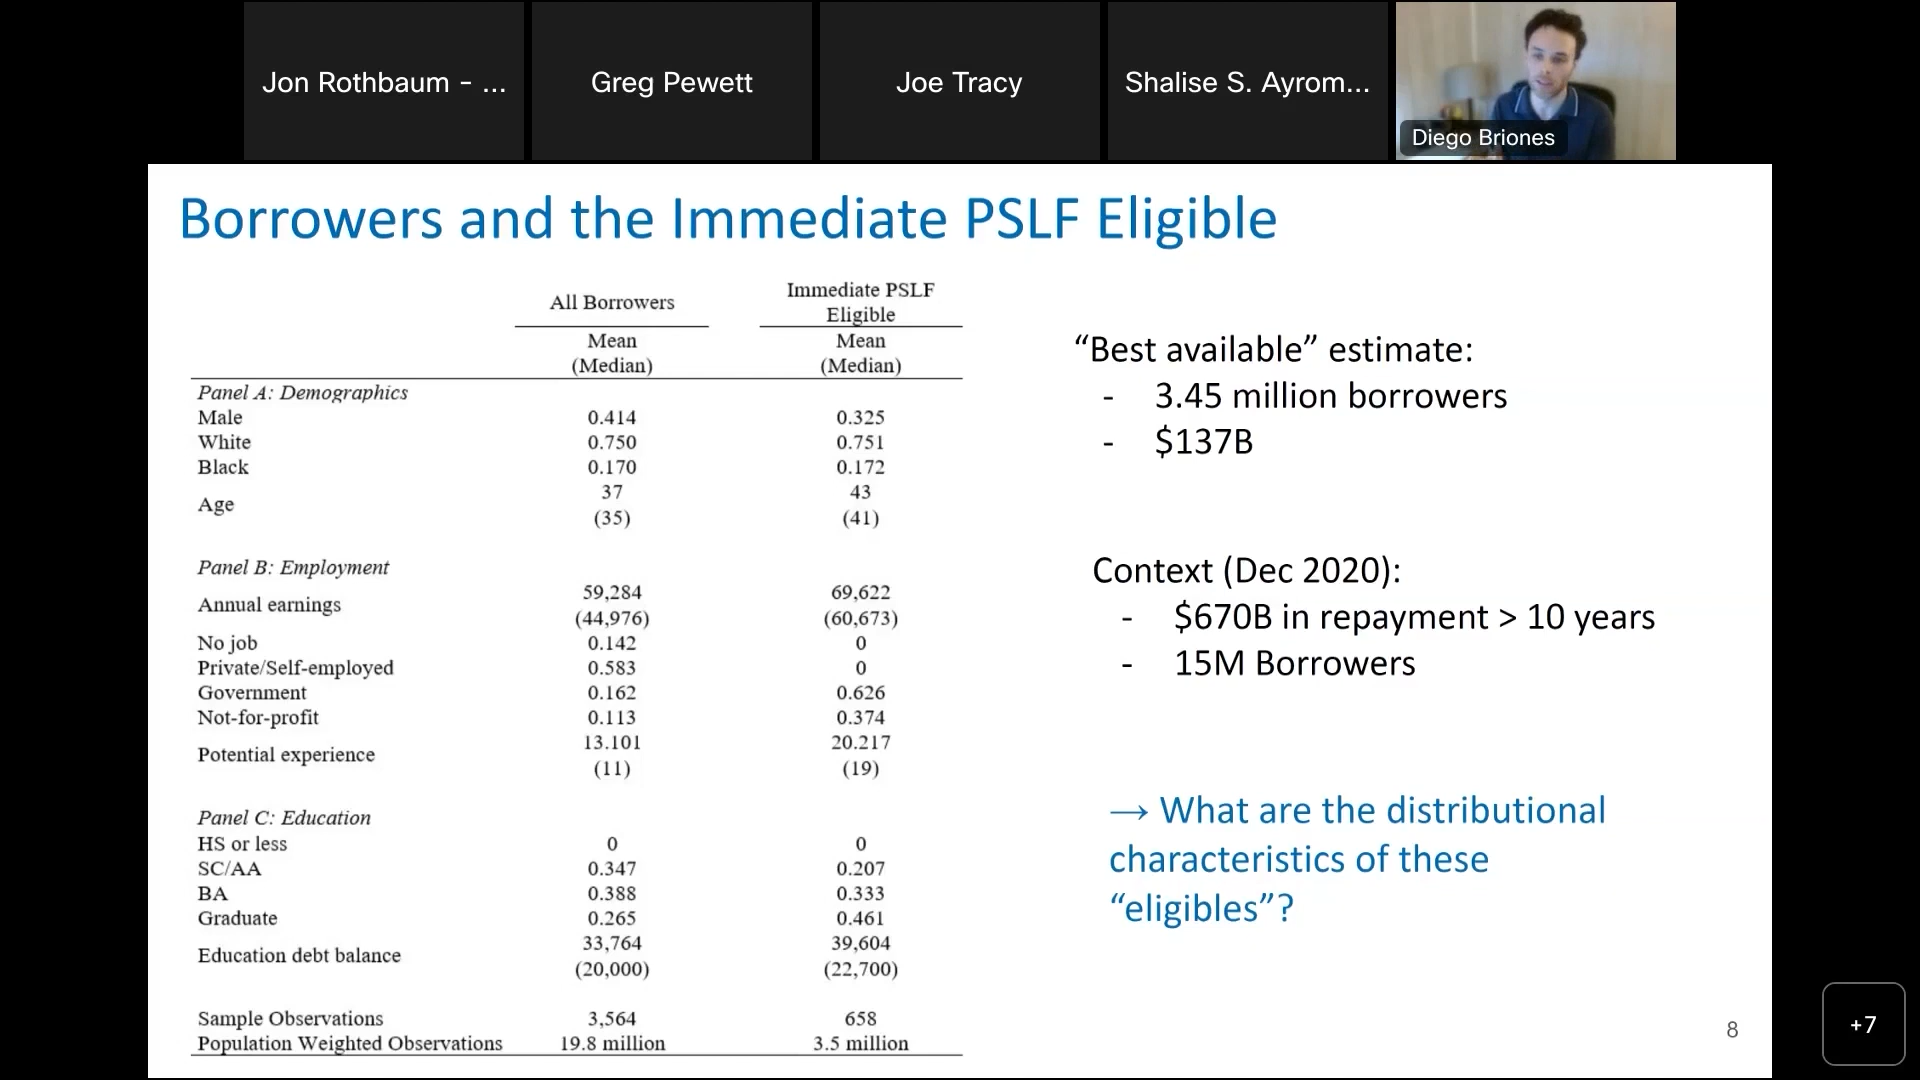 Jon Rothbaum - ...
Greg Pewett
Joe Tracy
Shalise S. Ayrom...
Diego Briones
Borrowers and the Immediate PSLF Eligible
All Borrowers
Immediate PSLF
Eligible
Mean
(Median)
Mean
(Median)
Panel A: Demographics
Male 0.414 0.325
White 0.750 0.751
Black 0.170 0.172
Age 37 43
(35) (41)
Panel B: Employment
Annual earnings 59,284 69,622
(44,976) (60,673)
No job 0.142 0
Private/Self-employed 0.583 0
Government 0.162 0.626
Not-for-profit 0.113 0.374
Potential experience 13.101 20.217
(11) (19)
Panel C: Education
HS or less 0 0
SC/AA 0.347 0.207
BA 0.388 0.333
Graduate 0.265 0.461
Education debt balance 33,764 39,604
(20,000) (22,700)
Sample Observations 3,564 658
Population Weighted Observations 19.8 million 3.5 million
“Best available” estimate:
- 3.45 million borrowers
- $137B
Context (Dec 2020):
- $670B in repayment > 10 years
- 15M Borrowers
→ What are the distributional
characteristics of these
“eligibles”?
8
+7